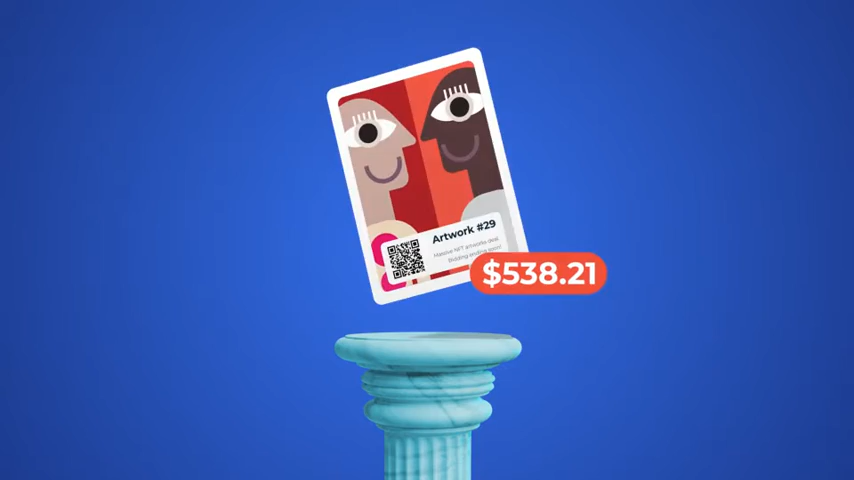 Artwork #29
Massive NFT artworks deal
Bidding ending soon!
$538.21